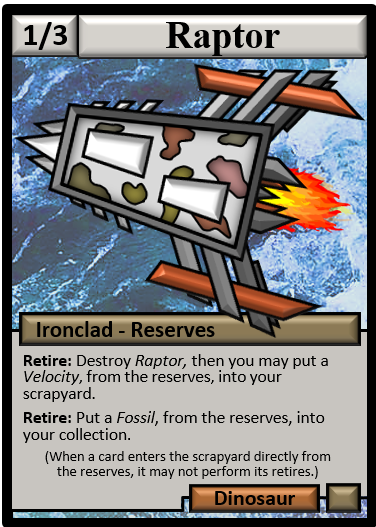 1/3 Raptor
Ironclad - Reserves
Retire: Destroy Raptor, then you may put a
Velocity, from the reserves, into your
scrapyard.
Retire: Put a Fossil, from the reserves, into
your collection.
(When a card enters the scrapyard directly from
the reserves, it may not perform its retires.)
Dinosaur